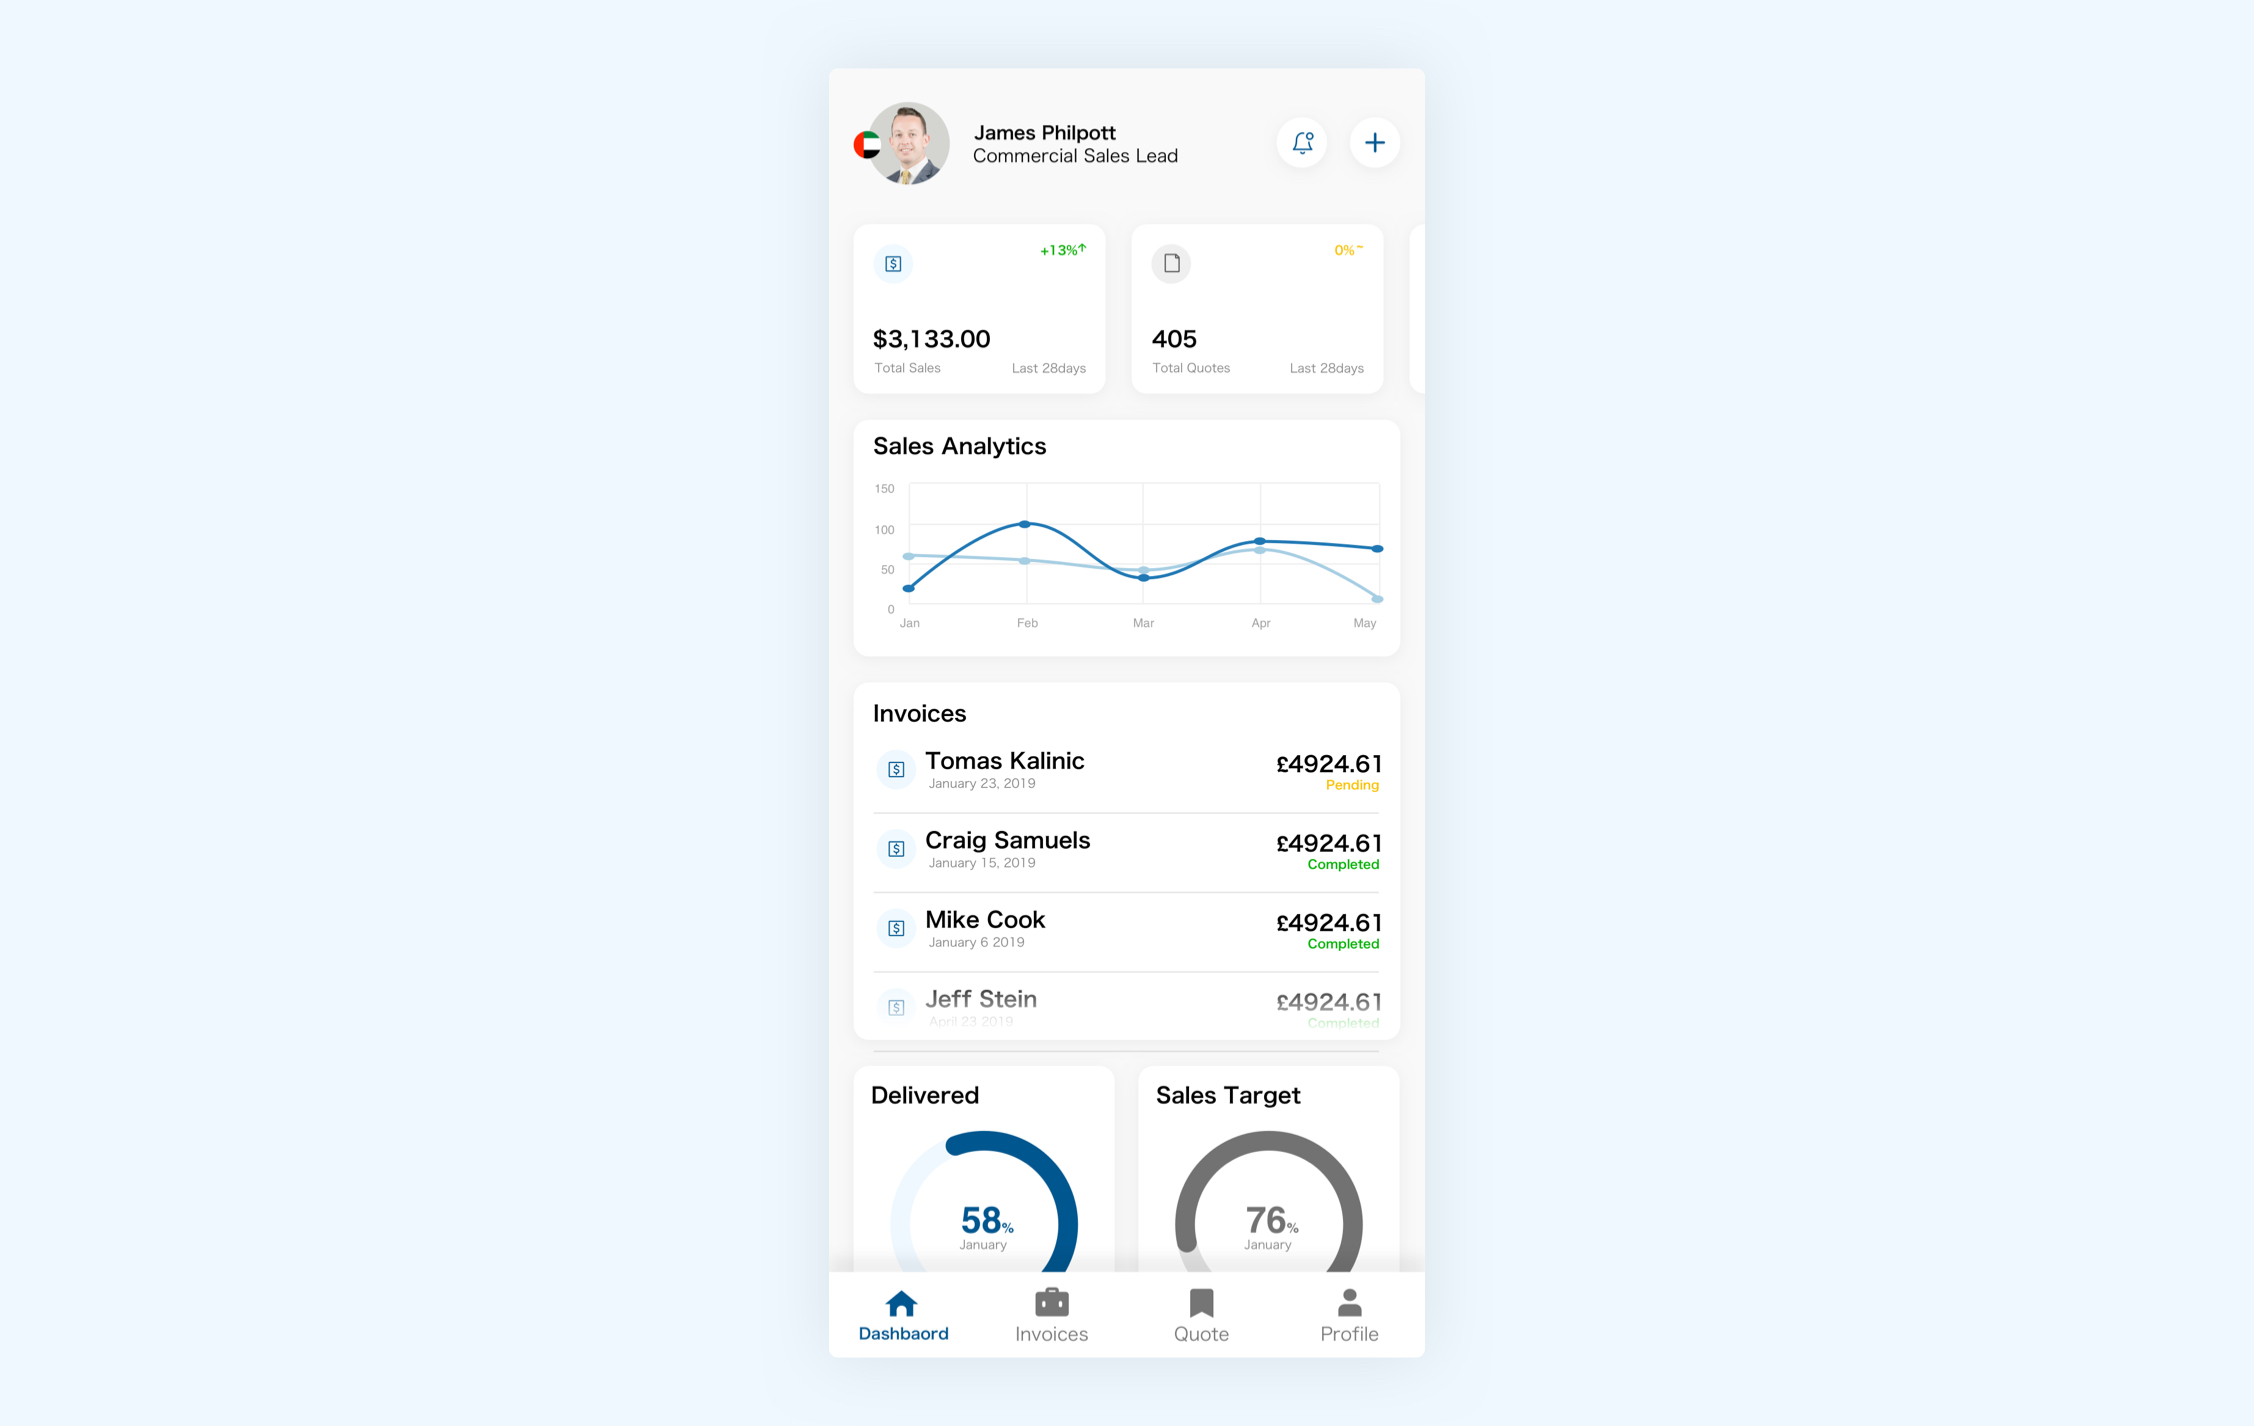 James Philpott
Commercial Sales Lead
+13%↑
0%~
$3,133.00
Total Sales
Last 28days
405
Total Quotes
Last 28days
Sales Analytics
150
100
50
0
Jan
Feb
Mar
Apr
May
Invoices
Tomas Kalinic
January 23, 2019
£4924.61
Pending
Craig Samuels
January 15, 2019
£4924.61
Completed
Mike Cook
January 6 2019
£4924.61
Completed
Jeff Stein
April 23 2019
£4924.61
Completed
Delivered
58%
January
Sales Target
76%
January
Dashbaord
Invoices
Quote
Profile